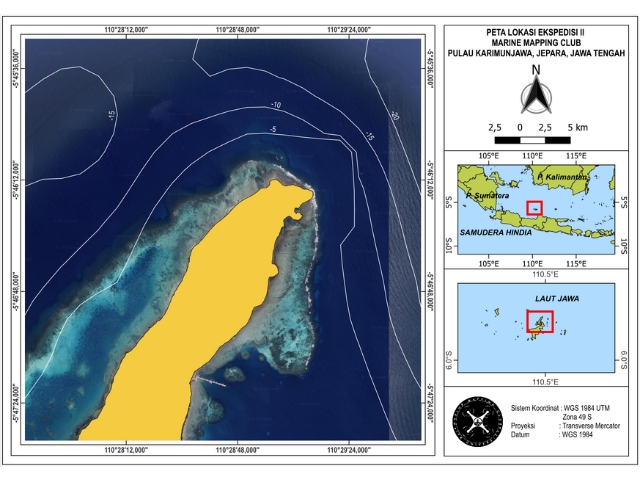 PETA LOKASI EKSPEDISI II
MARINE MAPPING CLUB
PULAU KARIMUNJAWA, JEPARA, JAWA TENGAH
N
2,5 0 2,5 5 km
110°28'12,000" 110°28'48,000" 110°29'24,000"
-5°45'36,000" -5°45'36,000"
-5°46'12,000" -5°46'12,000"
-5°46'48,000" -5°46'48,000"
-5°47'24,000" -5°47'24,000"
-15
-10
-5
-15
-20
110°28'12,000" 110°28'48,000" 110°29'24,000"
105°E 110°E 115°E
P. Kalimantan
P. Sumatera
5°S 5°S
SAMUDERA HINDIA
10°S 10°S
105°E 110°E 115°E
110.5°E
LAUT JAWA
6.0°S 6.0°S
110.5°E
Sistem Koordinat : WGS 1984 UTM
Zona 49 S
Proyeksi : Transverse Mercator
Datum : WGS 1984